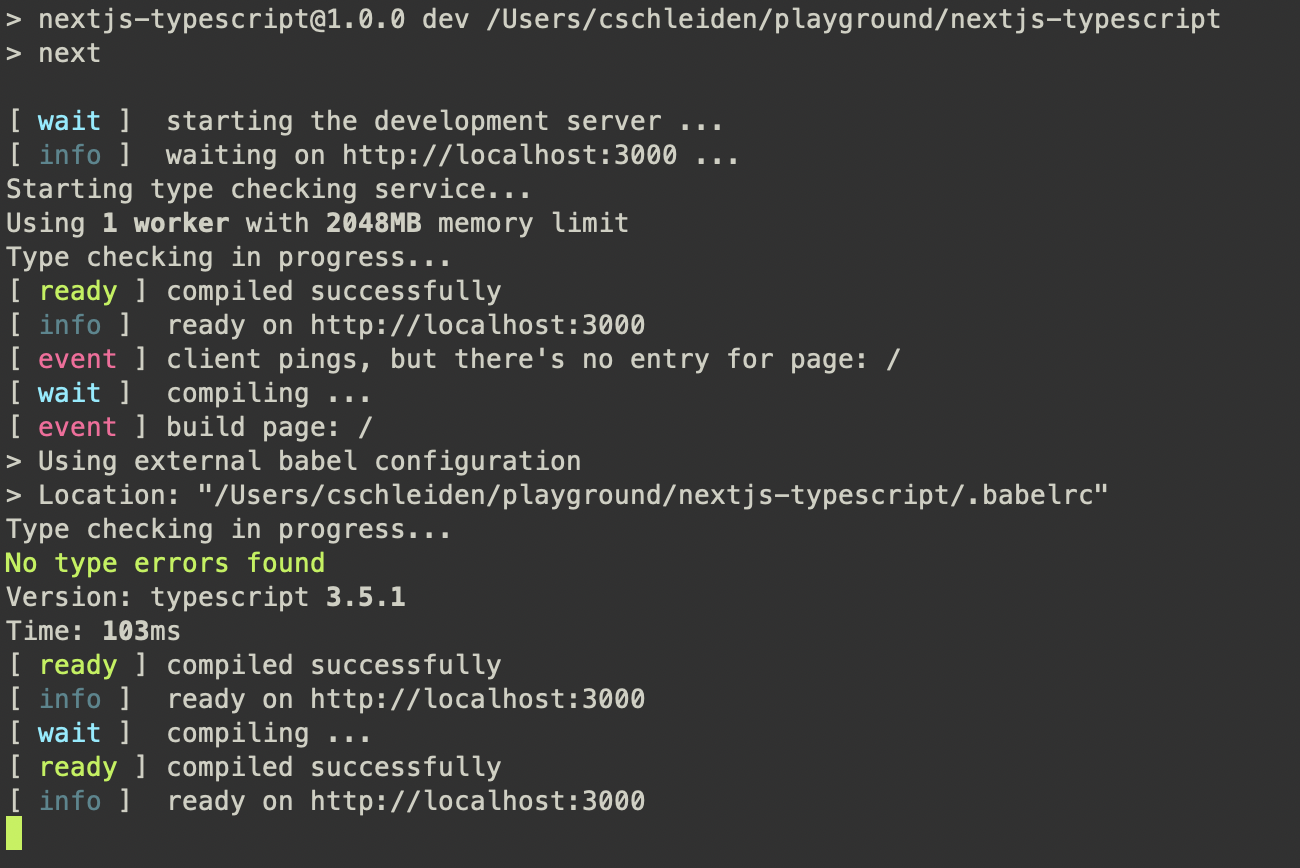 > nextjs-typescript@1.0.0 dev /Users/cschleiden/playground/nextjs-typescript
> next
[ wait ]  starting the development server ...
[ info ]  waiting on http://localhost:3000 ...
Starting type checking service...
Using 1 worker with 2048MB memory limit
Type checking in progress...
[ ready ] compiled successfully
[ info ]  ready on http://localhost:3000
[ event ] client pings, but there's no entry for page: /
[ wait ]  compiling ...
[ event ] build page: /
> Using external babel configuration
> Location: "/Users/cschleiden/playground/nextjs-typescript/.babelrc"
Type checking in progress...
No type errors found
Version: typescript 3.5.1
Time: 103ms
[ ready ] compiled successfully
[ info ]  ready on http://localhost:3000
[ wait ]  compiling ...
[ ready ] compiled successfully
[ info ]  ready on http://localhost:3000